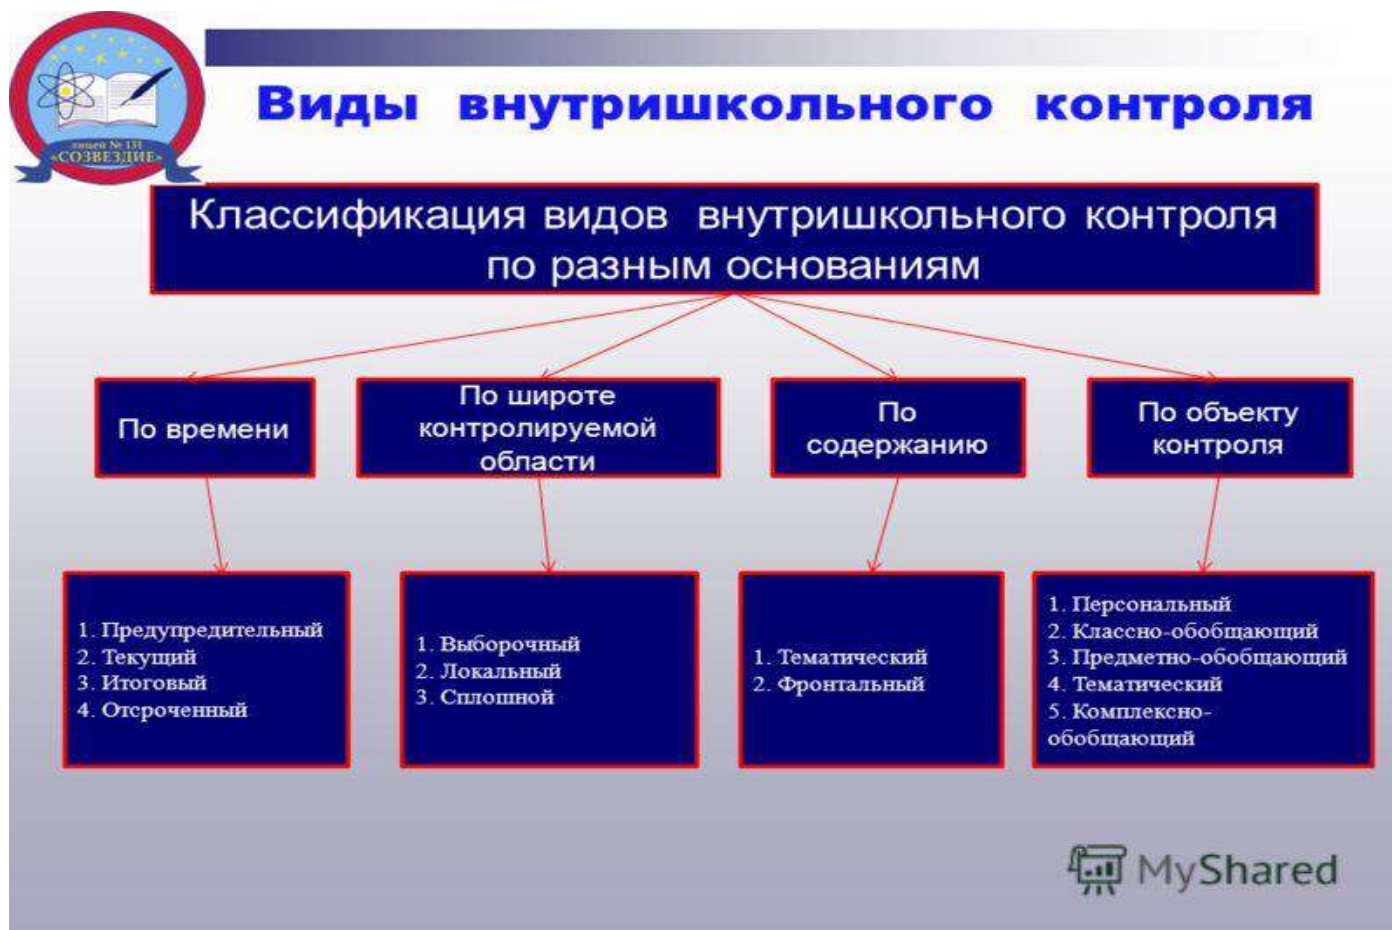 лицей № 131
«СОЗВЕЗДИЕ»
Виды внутришкольного контроля
Классификация видов внутришкольного контроля
по разным основаниям
По времени
По широте
контролируемой
области
По
содержанию
По объекту
контроля
1. Предупредительный
2. Текущий
3. Итоговый
4. Отсроченный
1. Выборочный
2. Локальный
3. Сплошной
1. Тематический
2. Фронтальный
1. Персональный
2. Классно-обобщающий
3. Предметно-обобщающий
4. Тематический
5. Комплексно-
обобщающий
MyShared